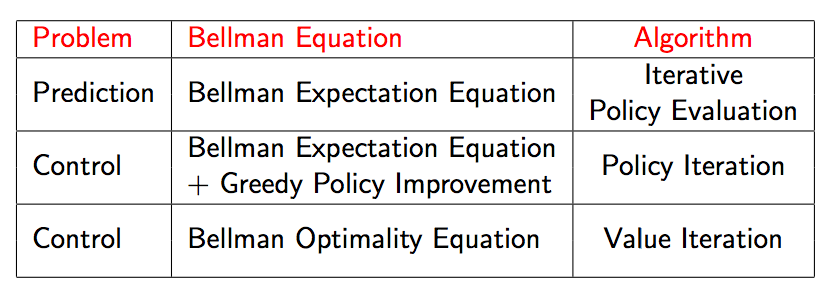 Problem Bellman Equation Algorithm
Prediction Bellman Expectation Equation Iterative
Policy Evaluation
Control Bellman Expectation Equation
+ Greedy Policy Improvement Policy Iteration
Control Bellman Optimality Equation Value Iteration